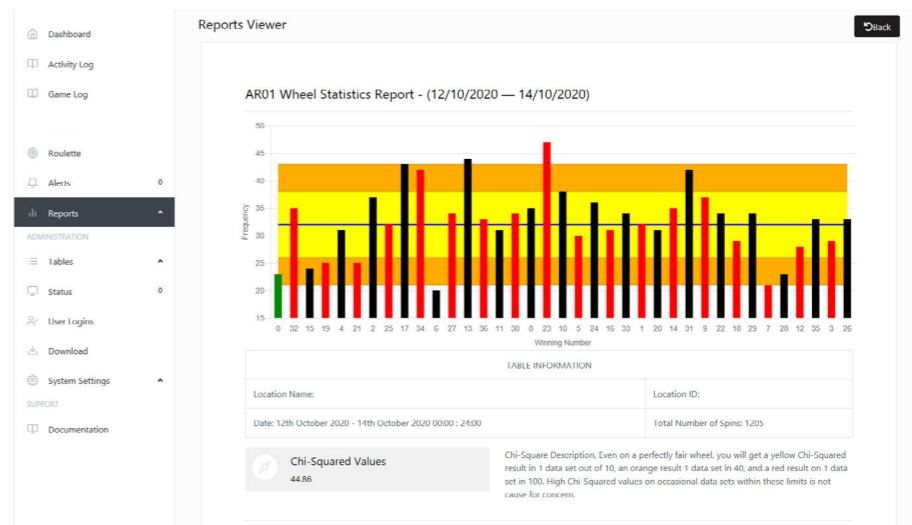 Reports Viewer
Back
Dashboard
Activity Log
Game Log
Roulette
Alerts 0
Reports
ADMINISTRATION
Tables
Status 0
User Logins
Download
System Settings
SUPPORT
Documentation
AR01 Wheel Statistics Report - (12/10/2020 — 14/10/2020)
50
45
40
35
30
25
20
15
Frequency
0 32 15 19 4 21 2 25 17 34 6 27 13 36 11 30 8 23 10 5 24 16 33 1 20 14 31 9 22 18 29 7 28 12 35 3 26
Winning Number
TABLE INFORMATION
Location Name: Location ID:
Date: 12th October 2020 - 14th October 2020 00:00 : 24:00 Total Number of Spins: 1205
Chi-Squared Values
44.86
Chi-Square Description, Even on a perfectly fair wheel, you will get a yellow Chi-Squared
result in 1 data set out of 10, an orange result 1 data set in 40, and a red result on 1 data
set in 100. High Chi Squared values on occasional data sets within these limits is not
cause for concern.